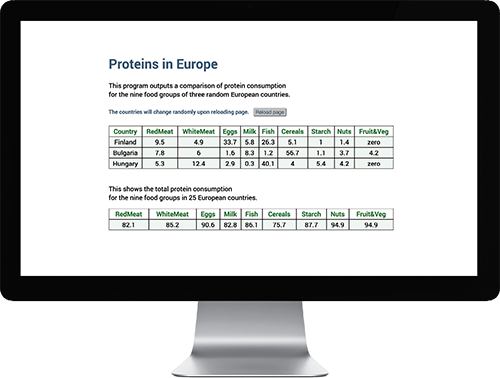 Proteins in Europe
This program outputs a comparison of protein consumption
for the nine food groups of three random European countries.
The countries will change randomly upon reloading page. Reload page
Country RedMeat WhiteMeat Eggs Milk Fish Cereals Starch Nuts Fruit&Veg
Finland 9.5 4.9 33.7 5.8 26.3 5.1 1 1.4 zero
Bulgaria 7.8 6 1.6 8.3 1.2 56.7 1.1 3.7 4.2
Hungary 5.3 12.4 2.9 0.3 40.1 4 5.4 4.2 zero
This shows the total protein consumption
for the nine food groups in 25 European countries.
RedMeat WhiteMeat Eggs Milk Fish Cereals Starch Nuts Fruit&Veg
82.1 85.2 90.6 82.8 86.1 75.7 87.7 94.9 94.9